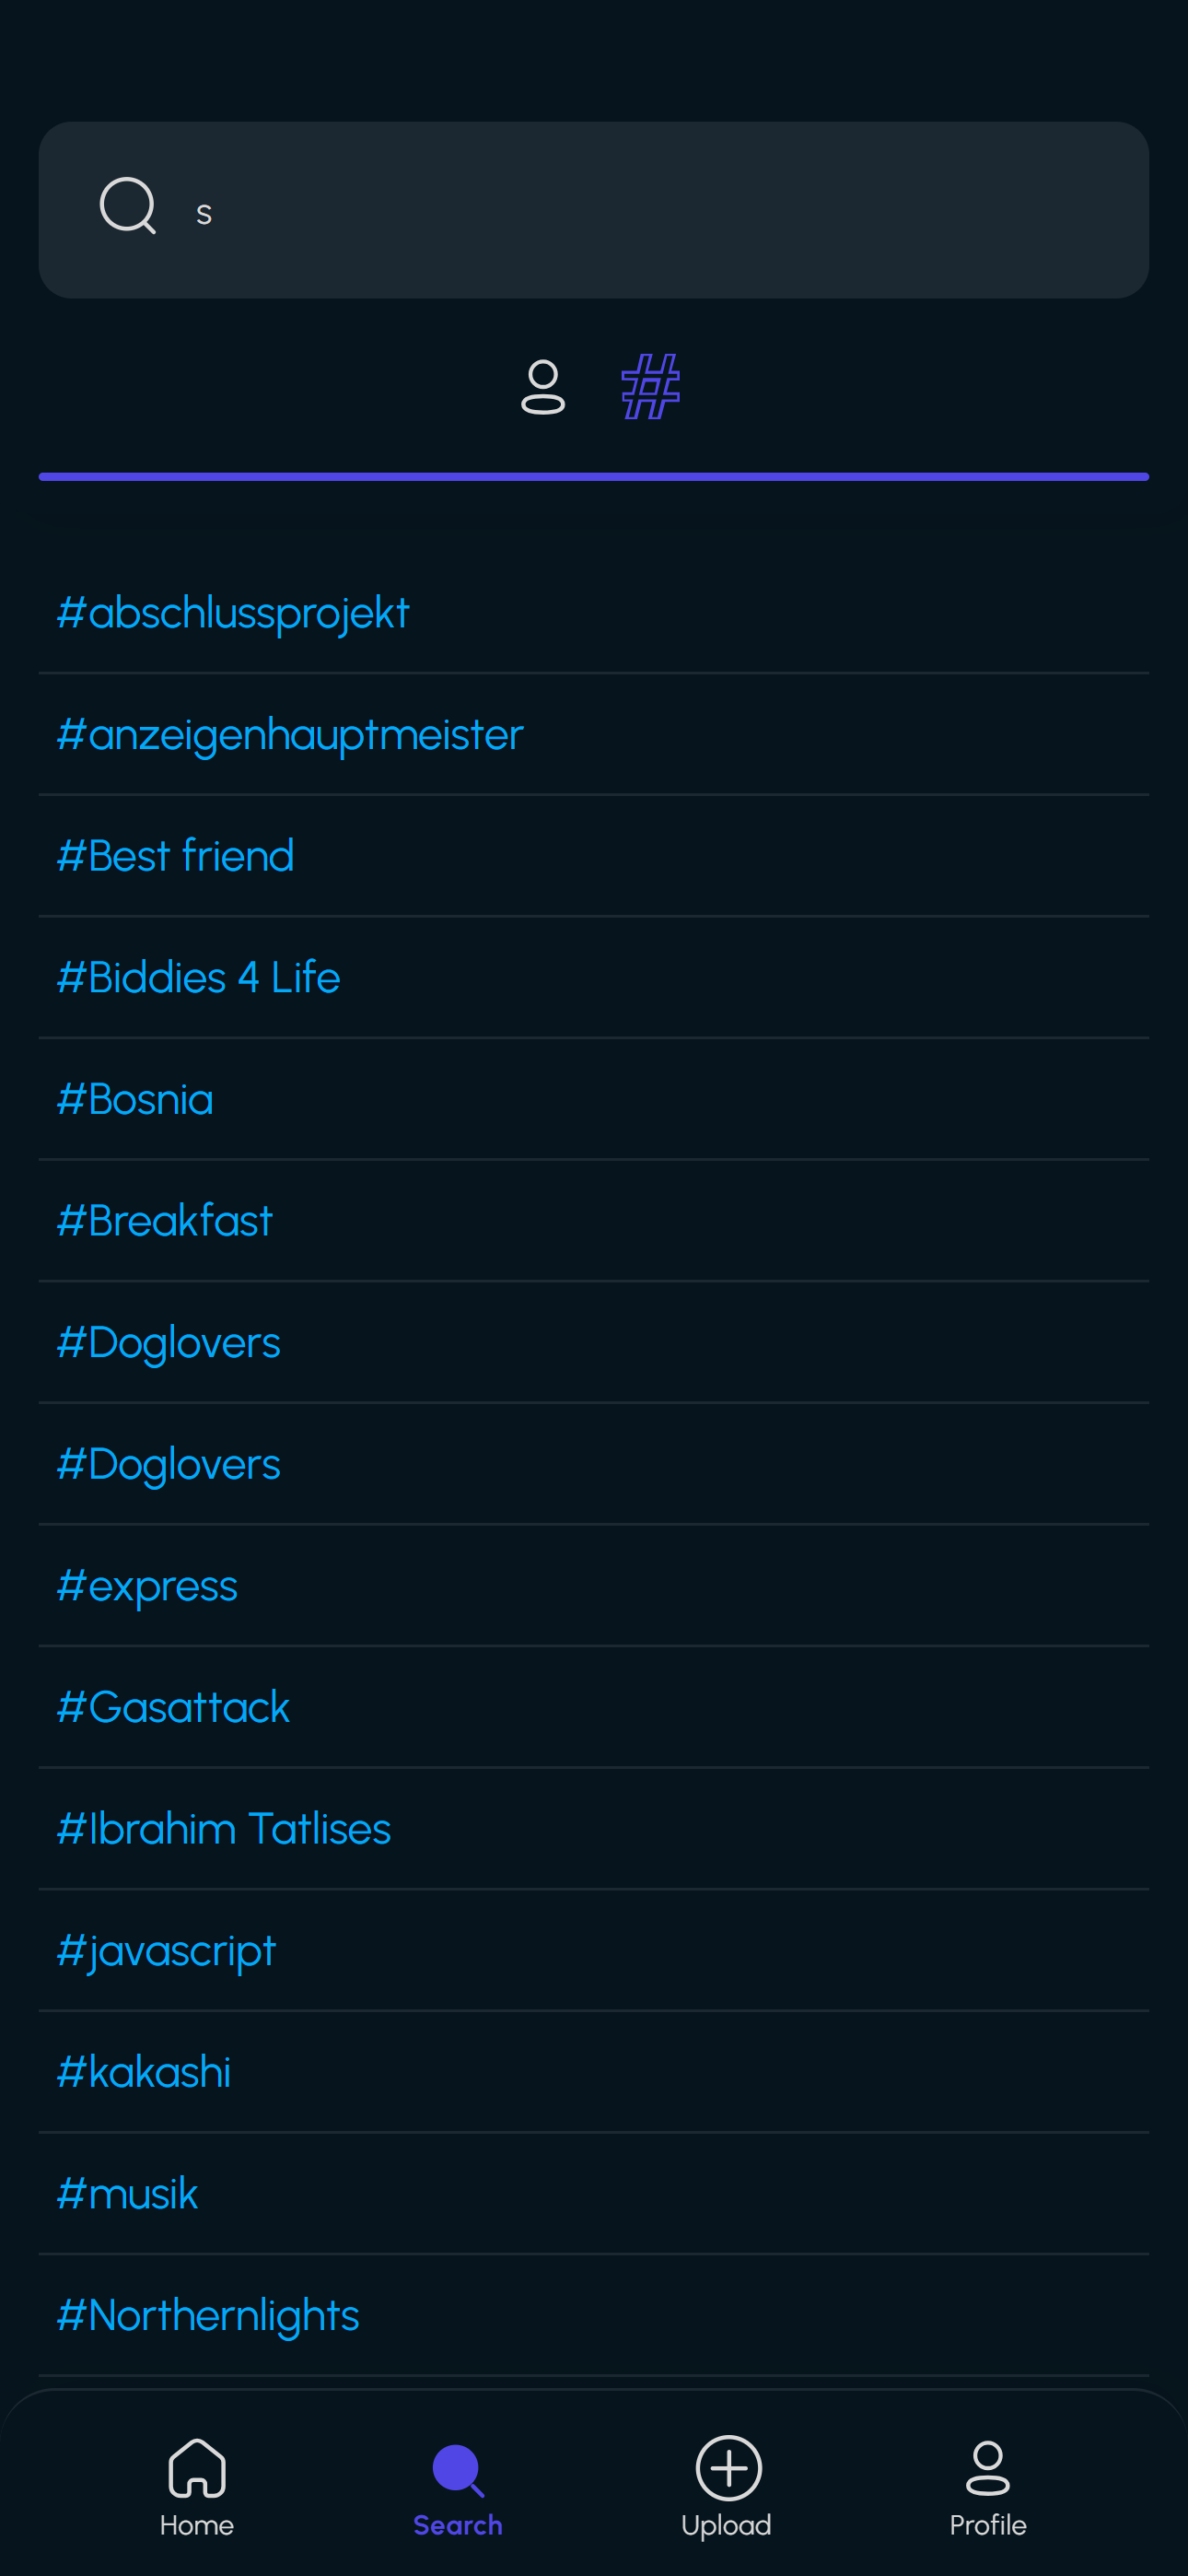 s
#
#abschlussprojekt
#anzeigenhauptmeister
#Best friend
#Biddies 4 Life
#Bosnia
#Breakfast
#Doglovers
#Doglovers
#express
#Gasattack
#Ibrahim Tatlises
#javascript
#kakashi
#musik
#Northernlights
Home Search Upload Profile